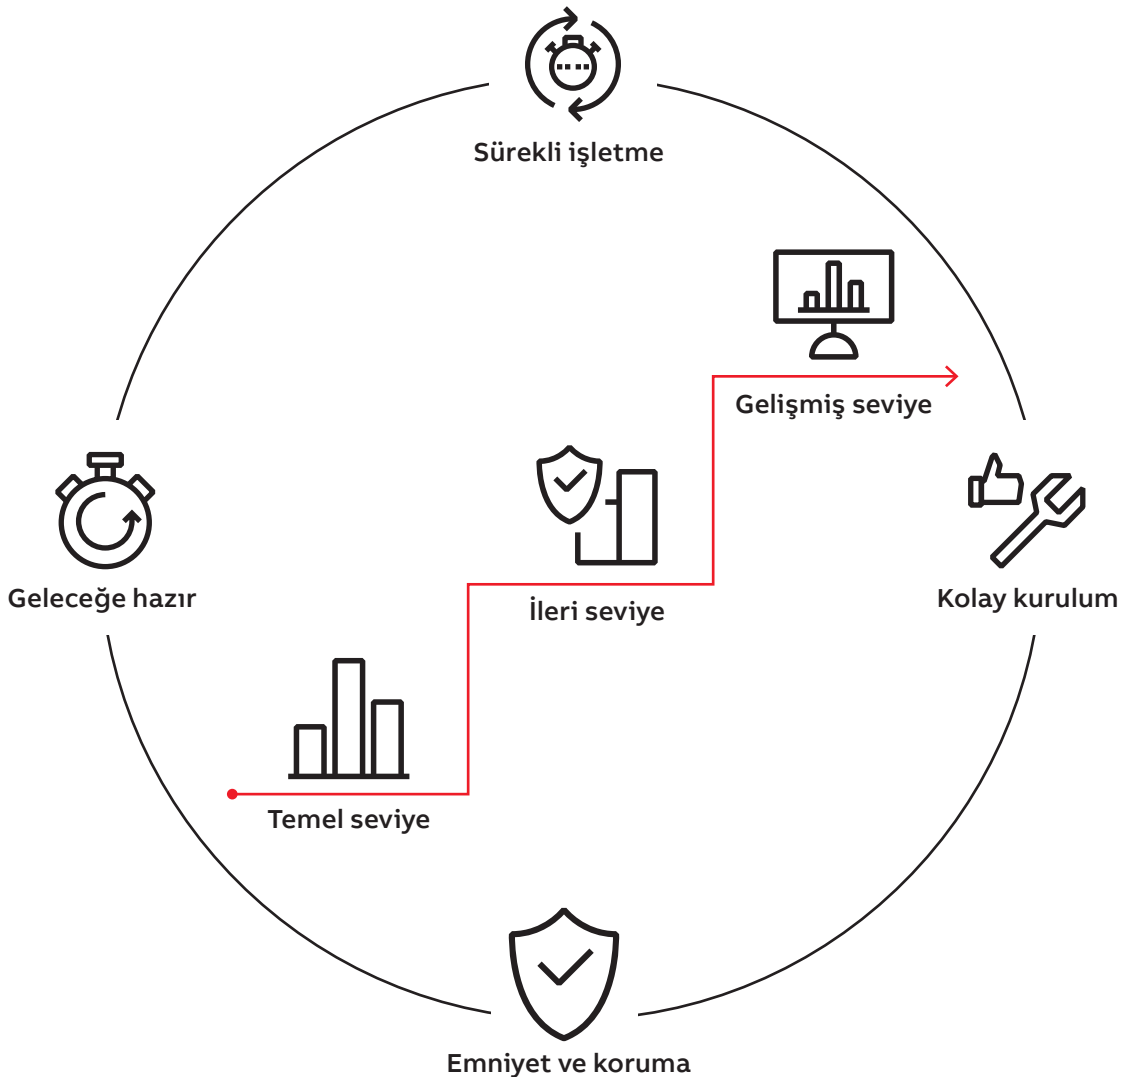 Sürekli işletme
Gelişmiş seviye
Geleceğe hazır
İleri seviye
Kolay kurulum
Temel seviye
Emniyet ve koruma